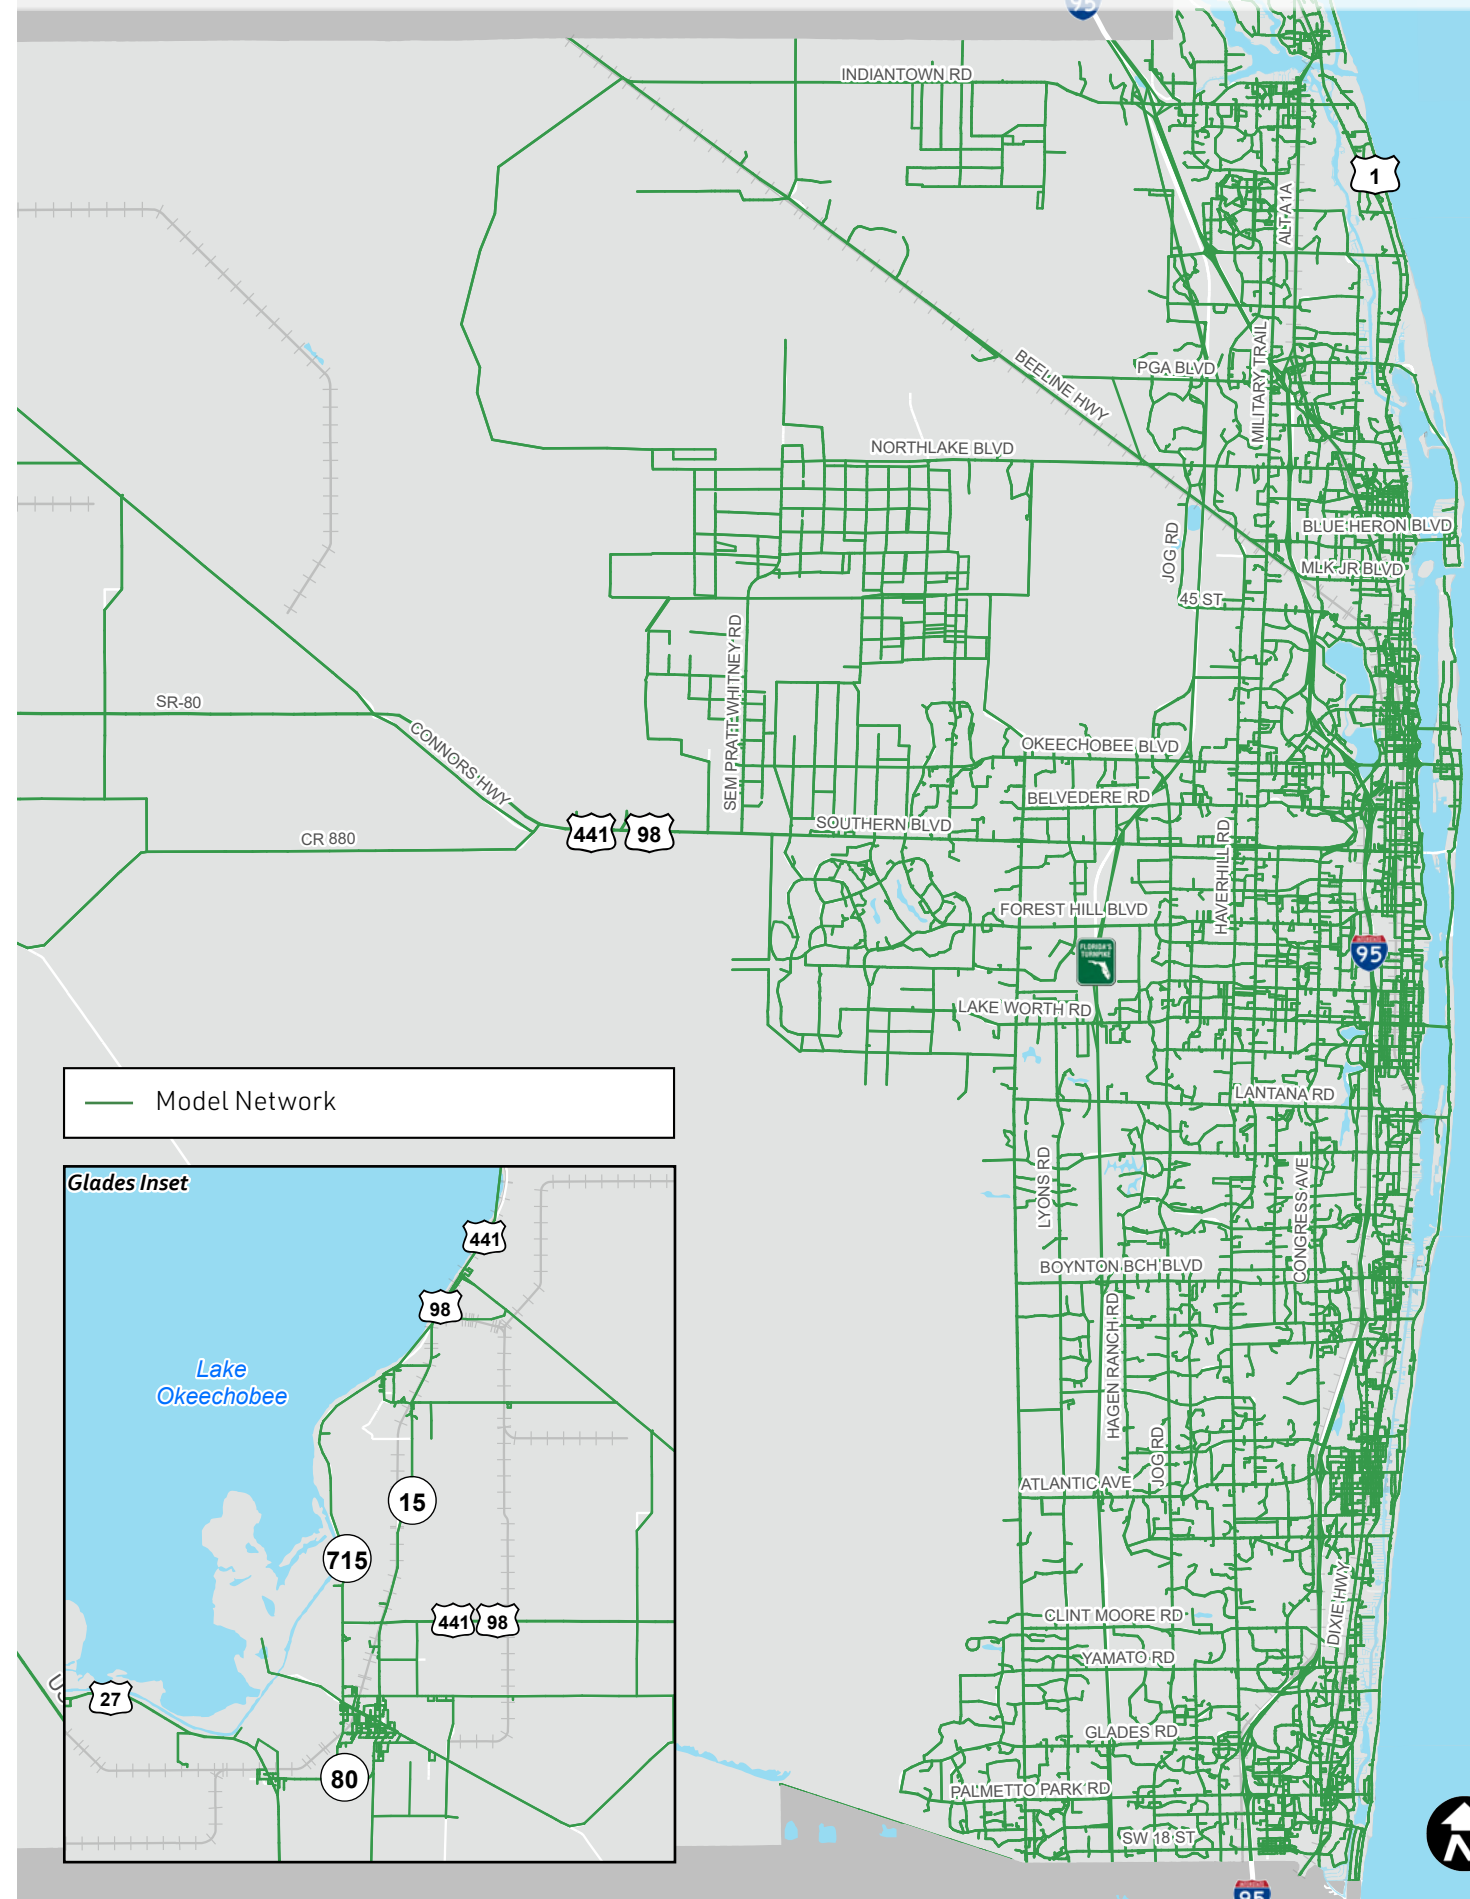 95
INDIANTOWN RD
1
ALT A1A
BEELINE HWY
PGA BLVD
MILITARY TRAIL
NORTHLAKE BLVD
BLUE HERON BLVD
JOG RD
MLK JR BLVD
45 ST
SEM PRATT WHITNEY RD
SR-80
CONNORS HWY
OKEECHOBEE BLVD
BELVEDERE RD
SOUTHERN BLVD
441
98
CR 880
HAVERHILL RD
FOREST HILL BLVD
FLORIDA'S
TURNPIKE
95
LAKE WORTH RD
LANTANA RD
Model Network
LYONS RD
CONGRESS AVE
Glades Inset
441
BOYNTON BCH BLVD
98
HAGEN RANCH RD
Lake
Okeechobee
JOG RD
ATLANTIC AVE
15
715
DIXIE HWY
CLINT MOORE RD
441
98
YAMATO RD
27
GLADES RD
80
PALMETTO PARK RD
SW 18 ST
N
95